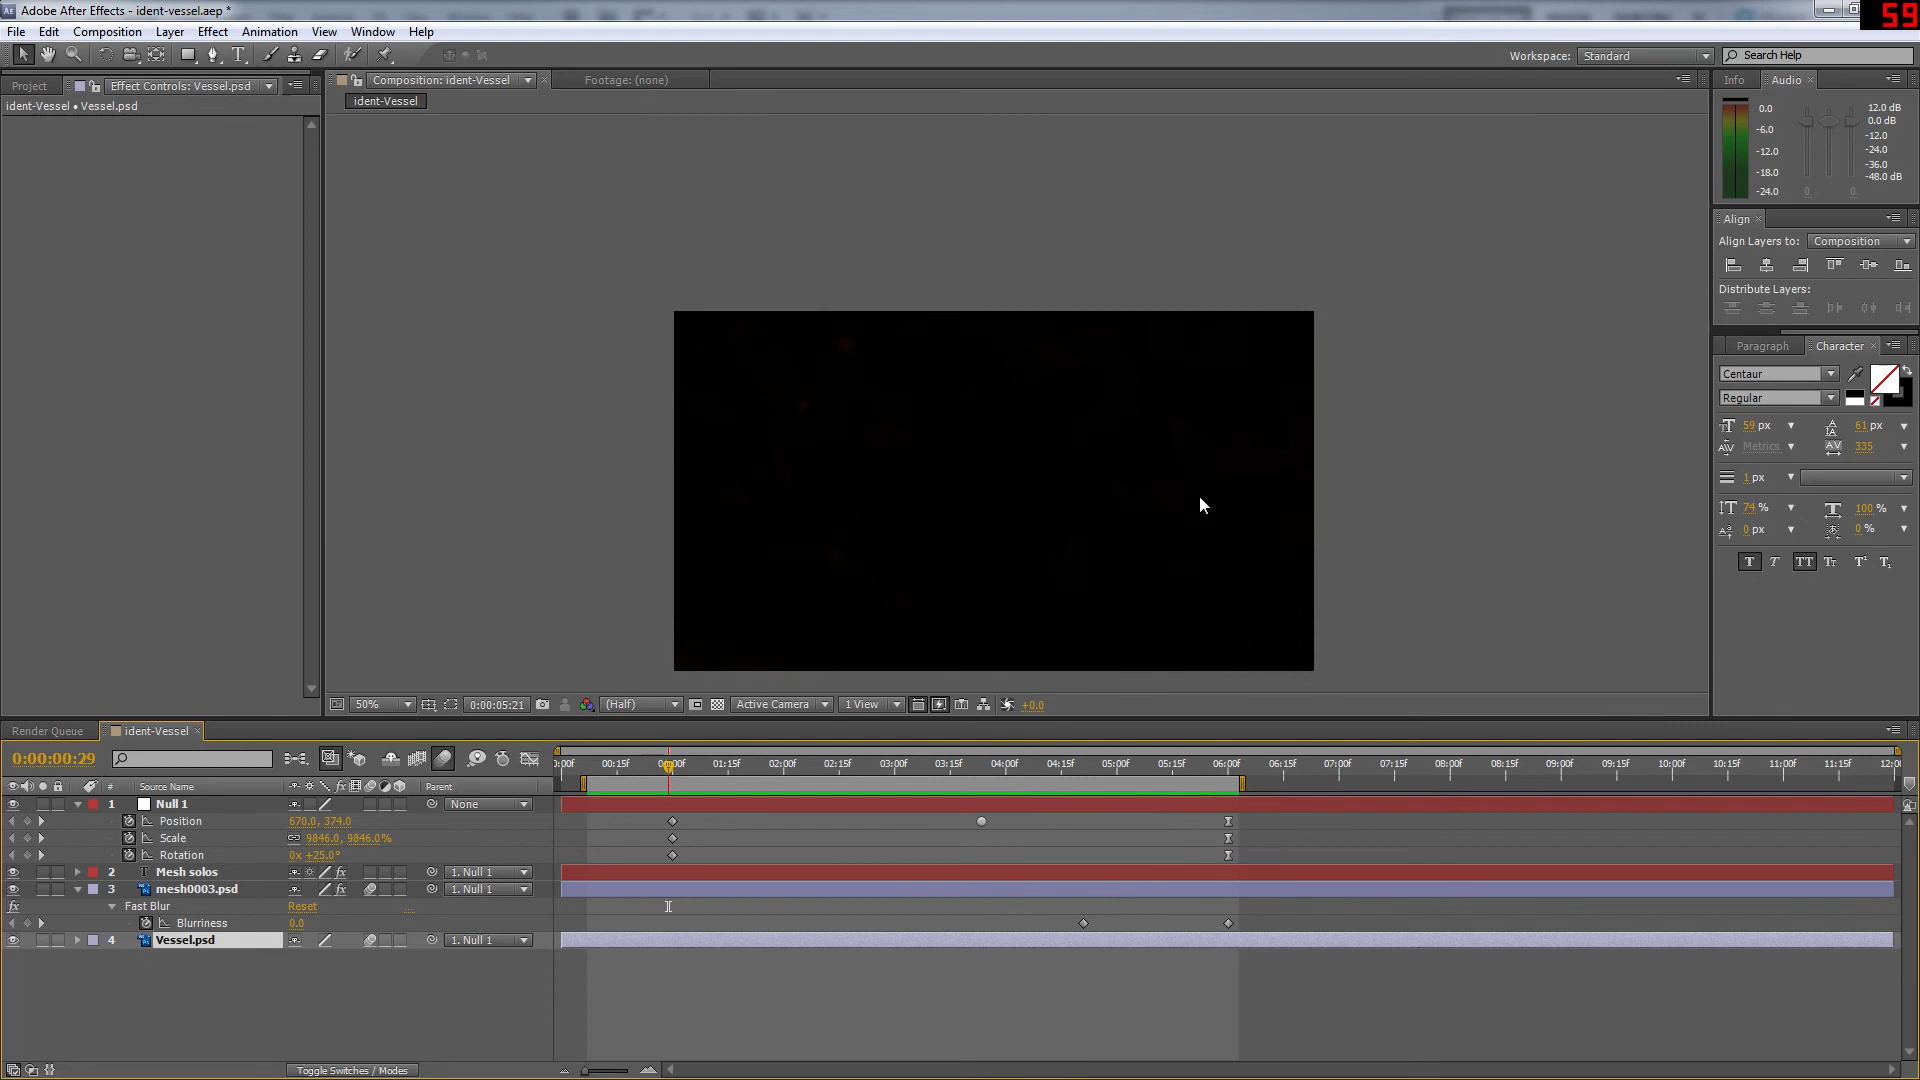 Adobe After Effects - ident-vessel.aep *
59
File Edit Composition Layer Effect Animation View Window Help
Workspace: Standard Search Help
Project Effect Controls: Vessel.psd Composition: ident-Vessel Footage: (none) Info Audio
ident-Vessel • Vessel.psd
ident-Vessel
0.0 12.0 dB
0.0 dB
-6.0 -12.0
-12.0 -24.0
-36.0
-18.0 -48.0 dB
-24.0 0 0
Align
Align Layers to: Composition
Distribute Layers:
Paragraph Character
Centaur
Regular
59 px 61 px
Metrics 335
1 px
74 % 100 %
0 px 0 %
T T TT Tt T¹ T₁
50% 0:00:05:21 (Half) Active Camera 1 View +0.0
Render Queue ident-Vessel
0:00:00:29
0:00f 00:15f 01:00f 01:15f 02:00f 02:15f 03:00f 03:15f 04:00f 04:15f 05:00f 05:15f 06:00f 06:15f 07:00f 07:15f 08:00f 08:15f 09:00f 09:15f 10:00f 10:15f 11:00f 11:15f 12:00
# Source Name Parent
1 Null 1 None
Position 670.0, 374.0
Scale 9846.0, 9846.0%
Rotation 0x +25.0°
2 T Mesh solos 1. Null 1
3 mesh0003.psd 1. Null 1
Fast Blur Reset ...
Blurriness 0.0
4 Vessel.psd 1. Null 1
Toggle Switches / Modes